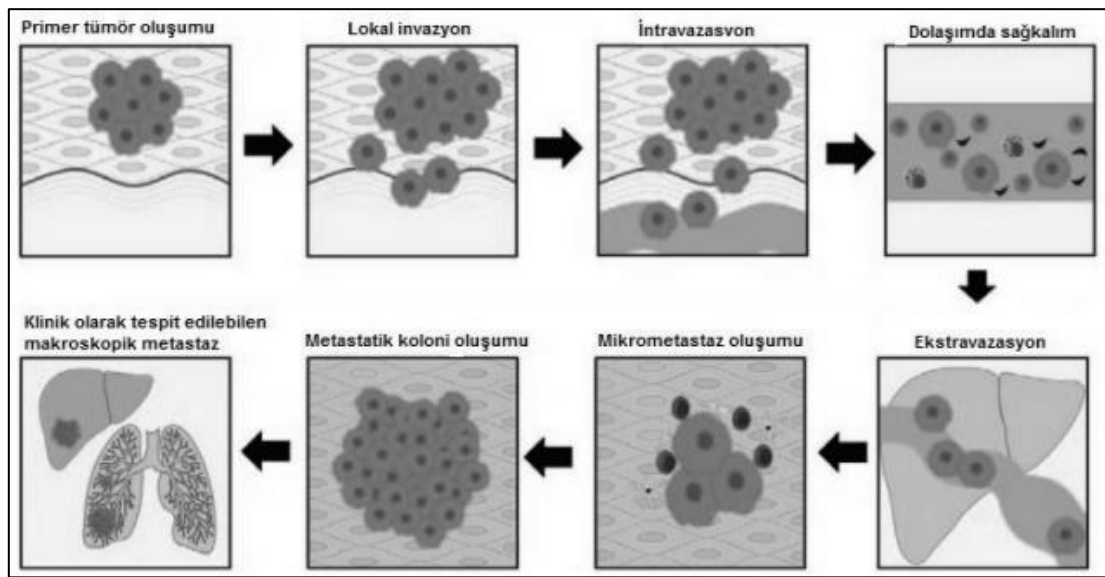 Primer tümör oluşumu
Lokal invazyon
İntravazasvon
Dolaşımda sağkalım
Ekstravazasyon
Mikrometastaz oluşumu
Metastatik koloni oluşumu
Klinik olarak tespit edilebilen
makroskopik metastaz